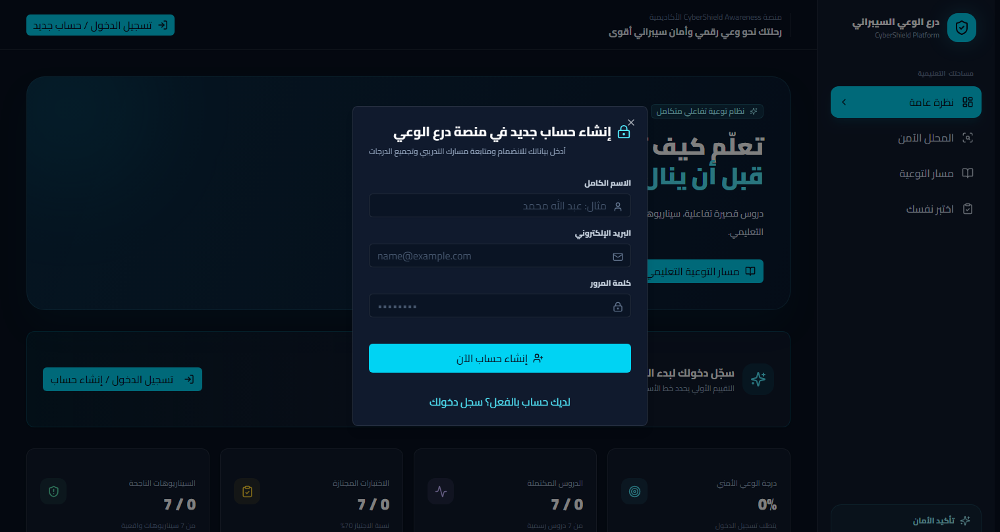 درع الوعي السيبراني
CyberShield Platform
مساحتك التعليمية
نظرة عامة
المحلل الآمن
مسار التوعية
اختبر نفسك
تأكيد الأمان
منصة CyberShield Awareness الأكاديمية
رحلتك نحو وعي رقمي وأمان سيبراني أقوى
تسجيل الدخول / حساب جديد
نظام توعية تفاعلي متكامل
تعلّم كيف
قبل أن ينال
دروس قصيرة تفاعلية، سيناريوه
التعليمي.
مسار التوعية التعليمي
إنشاء حساب جديد في منصة درع الوعي
أدخل بياناتك للانضمام ومتابعة مسارك التدريبي وتجميع الدرجات
الاسم الكامل
مثال: عبد الله محمد
البريد الإلكتروني
name@example.com
كلمة المرور
إنشاء حساب الآن
لديك حساب بالفعل؟ سجل دخولك
سجّل دخولك لبدء ال
التقييم الأولي يحدد خط الأس
تسجيل الدخول / إنشاء حساب
درجة الوعي الأمني
0%
يتطلب تسجيل الدخول
الدروس المكتملة
7 / 0
من 7 دروس رسمية
الاختبارات المجتازة
7 / 0
نسبة الاجتياز 70%
السيناريوهات الناجحة
7 / 0
من 7 سيناريوهات واقعية